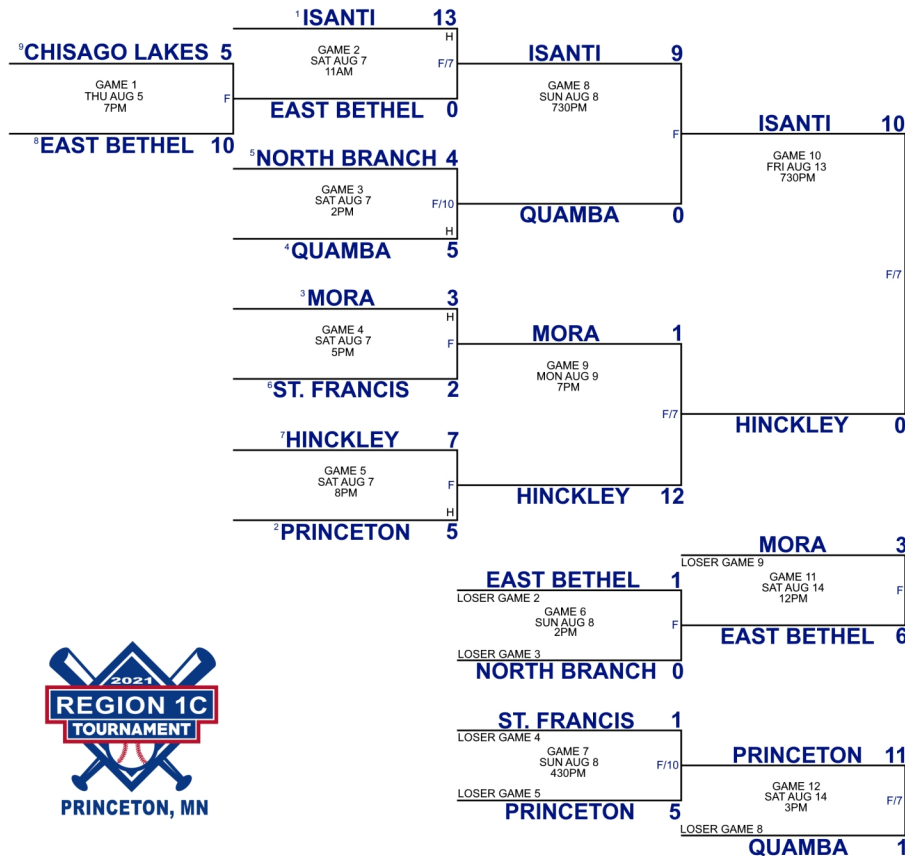 1 ISANTI 13
H
GAME 2
SAT AUG 7
11AM
F/7
EAST BETHEL 0
9 CHISAGO LAKES 5
GAME 1
THU AUG 5
7PM
F
8 EAST BETHEL 10
5 NORTH BRANCH 4
GAME 3
SAT AUG 7
2PM
F/10
H
4 QUAMBA 5
3 MORA 3
H
GAME 4
SAT AUG 7
5PM
F
6 ST. FRANCIS 2
7 HINCKLEY 7
GAME 5
SAT AUG 7
8PM
F
H
2 PRINCETON 5
ISANTI 9
GAME 8
SUN AUG 8
730PM
F
QUAMBA 0
MORA 1
GAME 9
MON AUG 9
7PM
F/7
HINCKLEY 12
ISANTI 10
GAME 10
FRI AUG 13
730PM
F/7
HINCKLEY 0
EAST BETHEL 1
LOSER GAME 2
GAME 6
SUN AUG 8
2PM
F
LOSER GAME 3
NORTH BRANCH 0
MORA 3
LOSER GAME 9
GAME 11
SAT AUG 14
12PM
F
EAST BETHEL 6
ST. FRANCIS 1
LOSER GAME 4
GAME 7
SUN AUG 8
430PM
F/10
LOSER GAME 5
PRINCETON 5
PRINCETON 11
GAME 12
SAT AUG 14
3PM
F/7
LOSER GAME 8
QUAMBA 1
2021
REGION 1C
TOURNAMENT
PRINCETON, MN